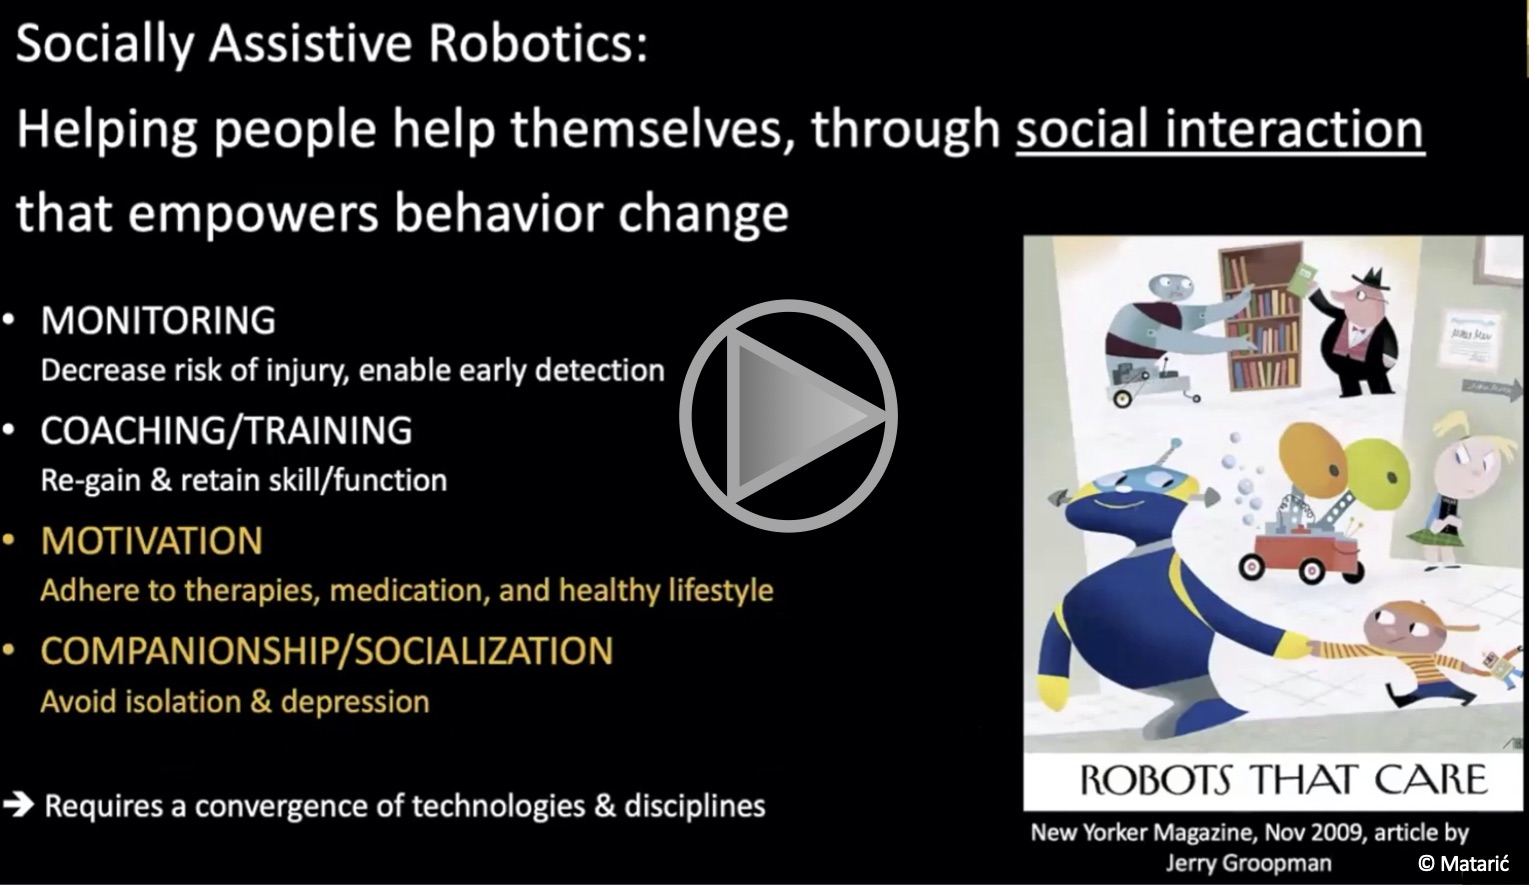 Socially Assistive Robotics:
Helping people help themselves, through social interaction
that empowers behavior change
• MONITORING
Decrease risk of injury, enable early detection
• COACHING/TRAINING
Re-gain & retain skill/function
• MOTIVATION
Adhere to therapies, medication, and healthy lifestyle
• COMPANIONSHIP/SOCIALIZATION
Avoid isolation & depression
➔ Requires a convergence of technologies & disciplines
ROBOTS THAT CARE
New Yorker Magazine, Nov 2009, article by
Jerry Groopman
© Matarić